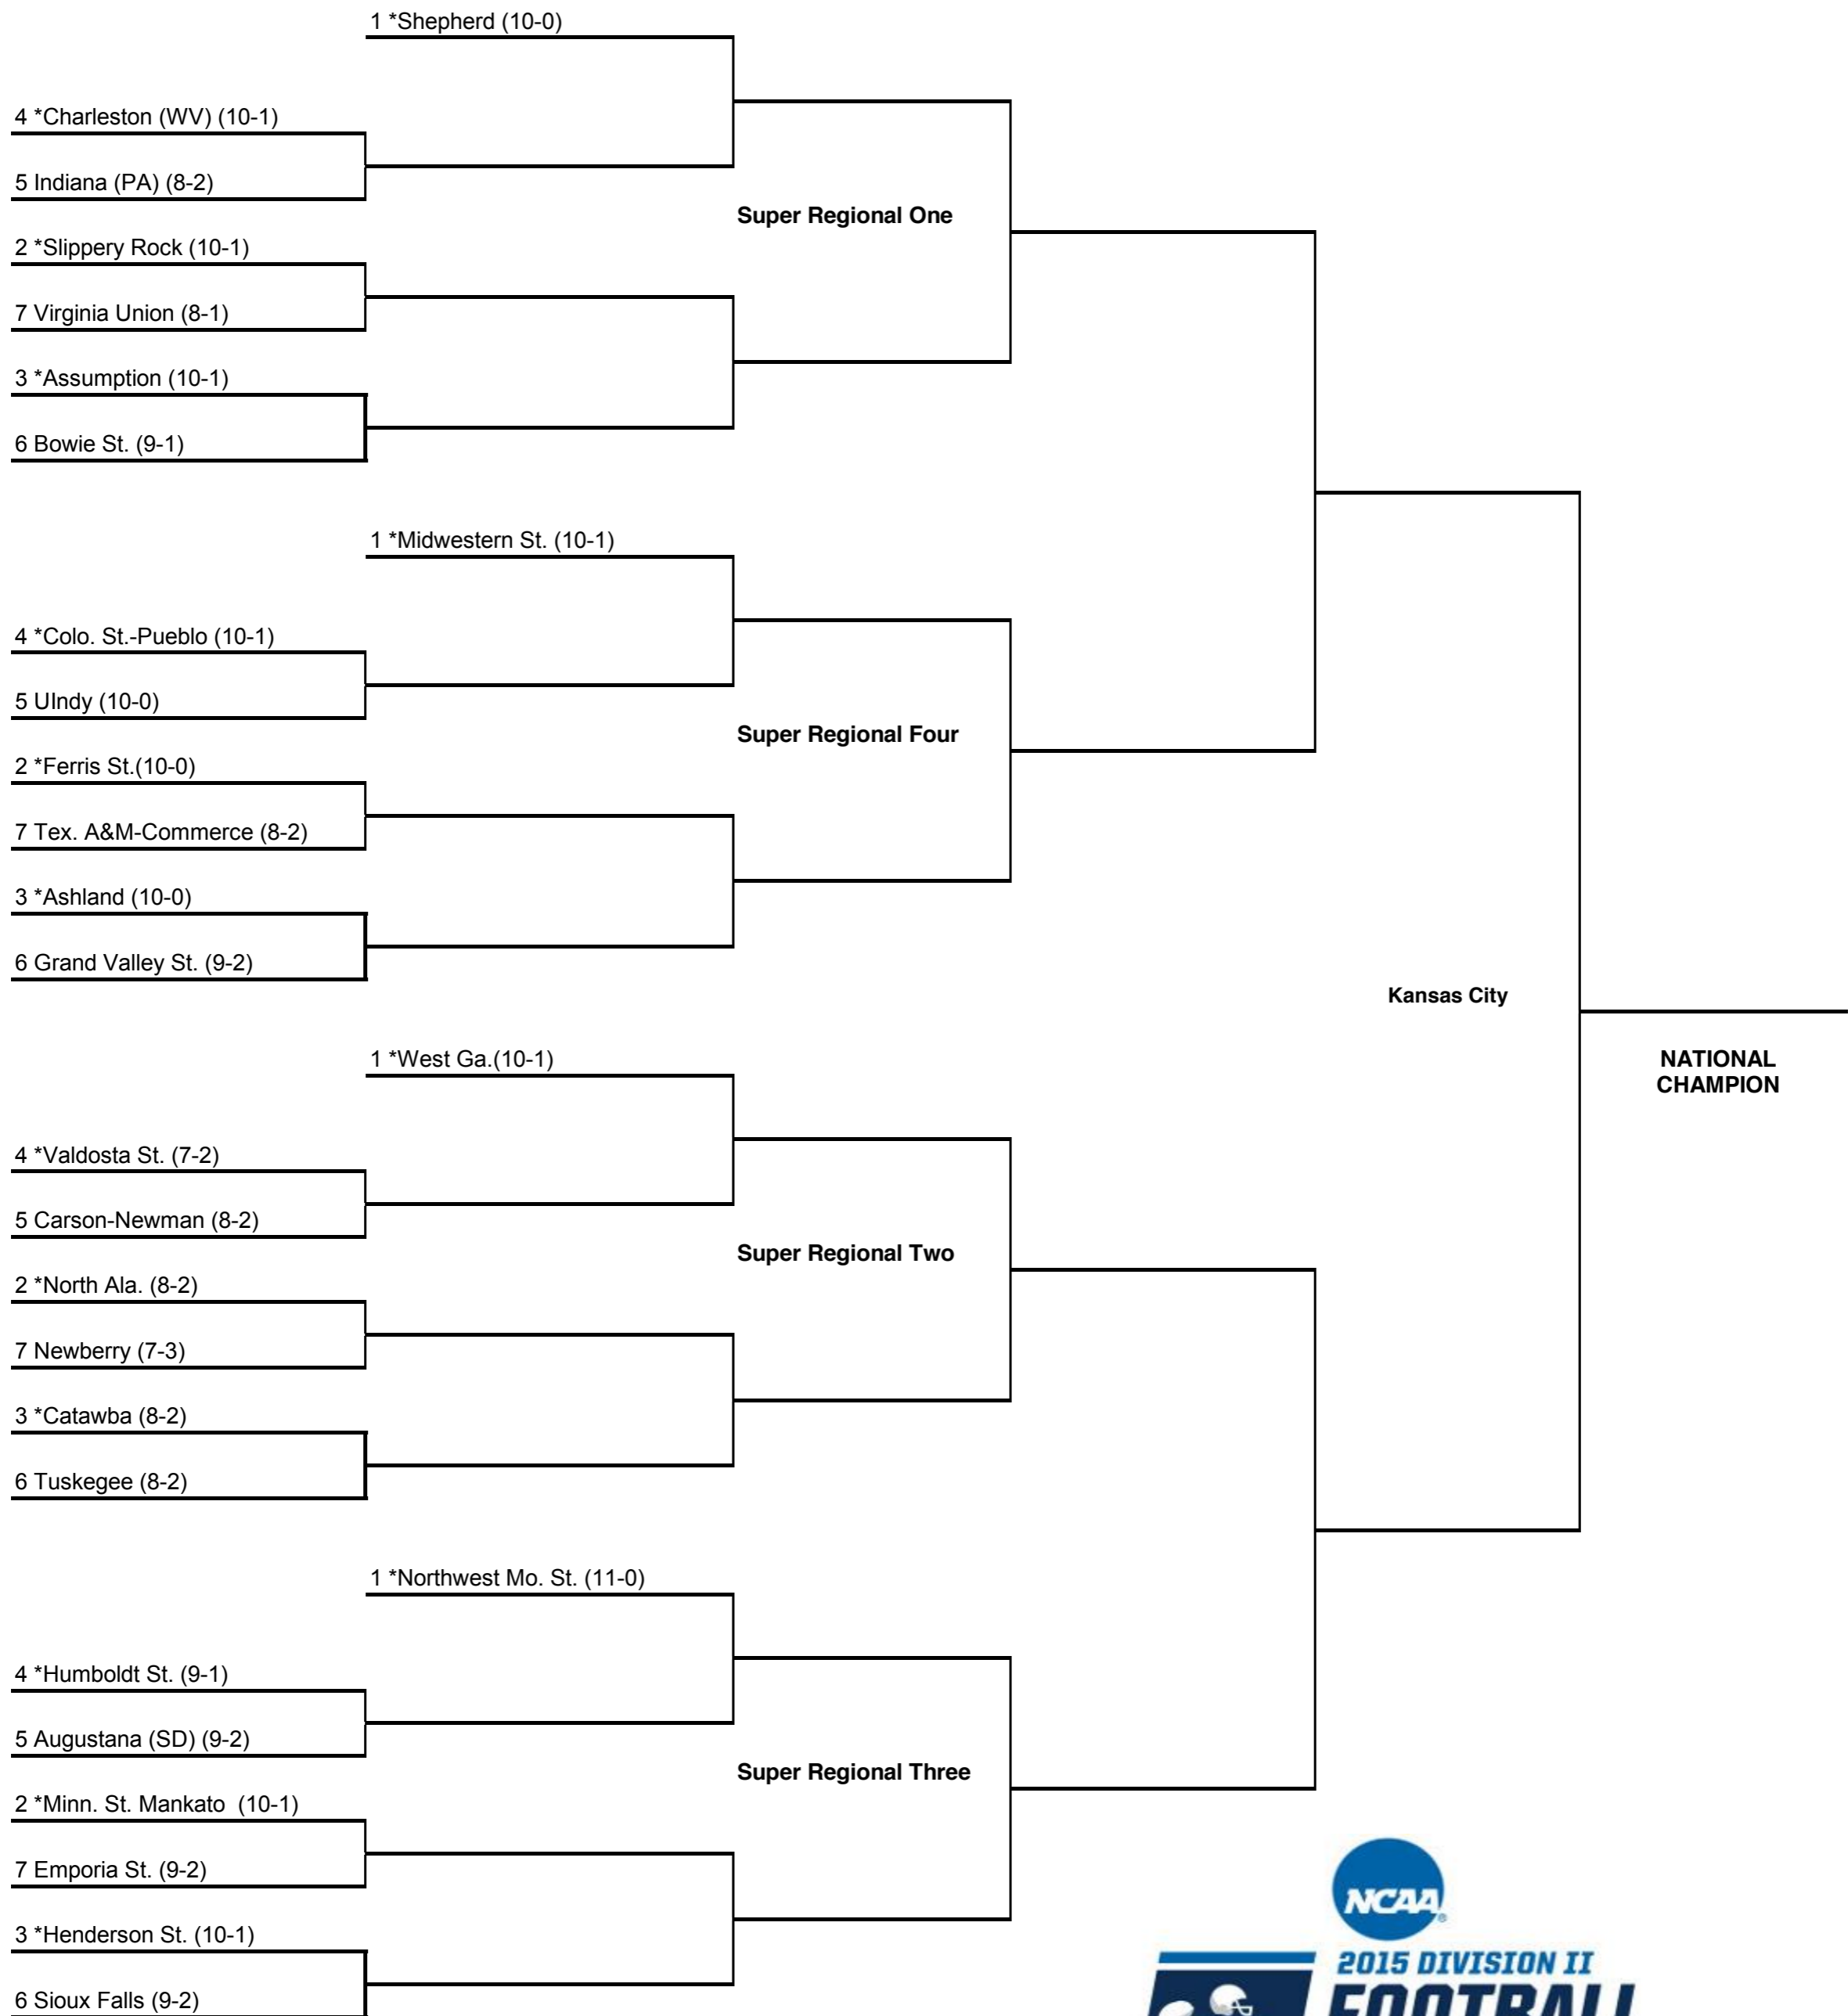 1 *Shepherd (10-0)
4 *Charleston (WV) (10-1)
5 Indiana (PA) (8-2)
Super Regional One
2 *Slippery Rock (10-1)
7 Virginia Union (8-1)
3 *Assumption (10-1)
6 Bowie St. (9-1)
1 *Midwestern St. (10-1)
4 *Colo. St.-Pueblo (10-1)
5 UIndy (10-0)
Super Regional Four
2 *Ferris St.(10-0)
7 Tex. A&M-Commerce (8-2)
3 *Ashland (10-0)
6 Grand Valley St. (9-2)
Kansas City
NATIONAL
CHAMPION
1 *West Ga.(10-1)
4 *Valdosta St. (7-2)
5 Carson-Newman (8-2)
Super Regional Two
2 *North Ala. (8-2)
7 Newberry (7-3)
3 *Catawba (8-2)
6 Tuskegee (8-2)
1 *Northwest Mo. St. (11-0)
4 *Humboldt St. (9-1)
5 Augustana (SD) (9-2)
Super Regional Three
2 *Minn. St. Mankato (10-1)
7 Emporia St. (9-2)
3 *Henderson St. (10-1)
6 Sioux Falls (9-2)
NCAA®
2015 DIVISION II
FOOTBALL